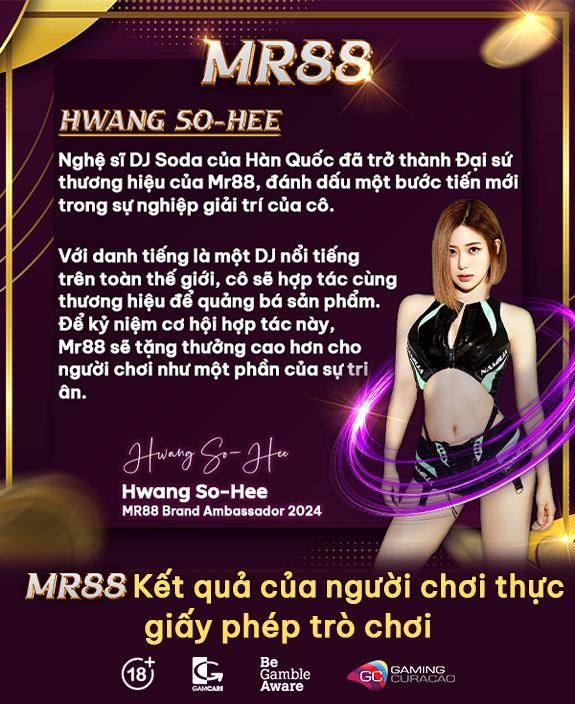 MR88
HWANG SO-HEE
Nghệ sĩ DJ Soda của Hàn Quốc đã trở thành Đại sứ
thương hiệu của Mr88, đánh dấu một bước tiến mới
trong sự nghiệp giải trí của cô.
Với danh tiếng là một DJ nổi tiếng
trên toàn thế giới, cô sẽ hợp tác cùng
thương hiệu để quảng bá sản phẩm.
Để kỷ niệm cơ hội hợp tác này,
Mr88 sẽ tặng thưởng cao hơn cho
người chơi như một phần của sự tri
ân.
Hwang So-Hee
Hwang So-Hee
MR88 Brand Ambassador 2024
MR88 Kết quả của người chơi thực
giấy phép trò chơi
18+
G GAMCARE
Be
Gamble
Aware
GC GAMING
CURACAO